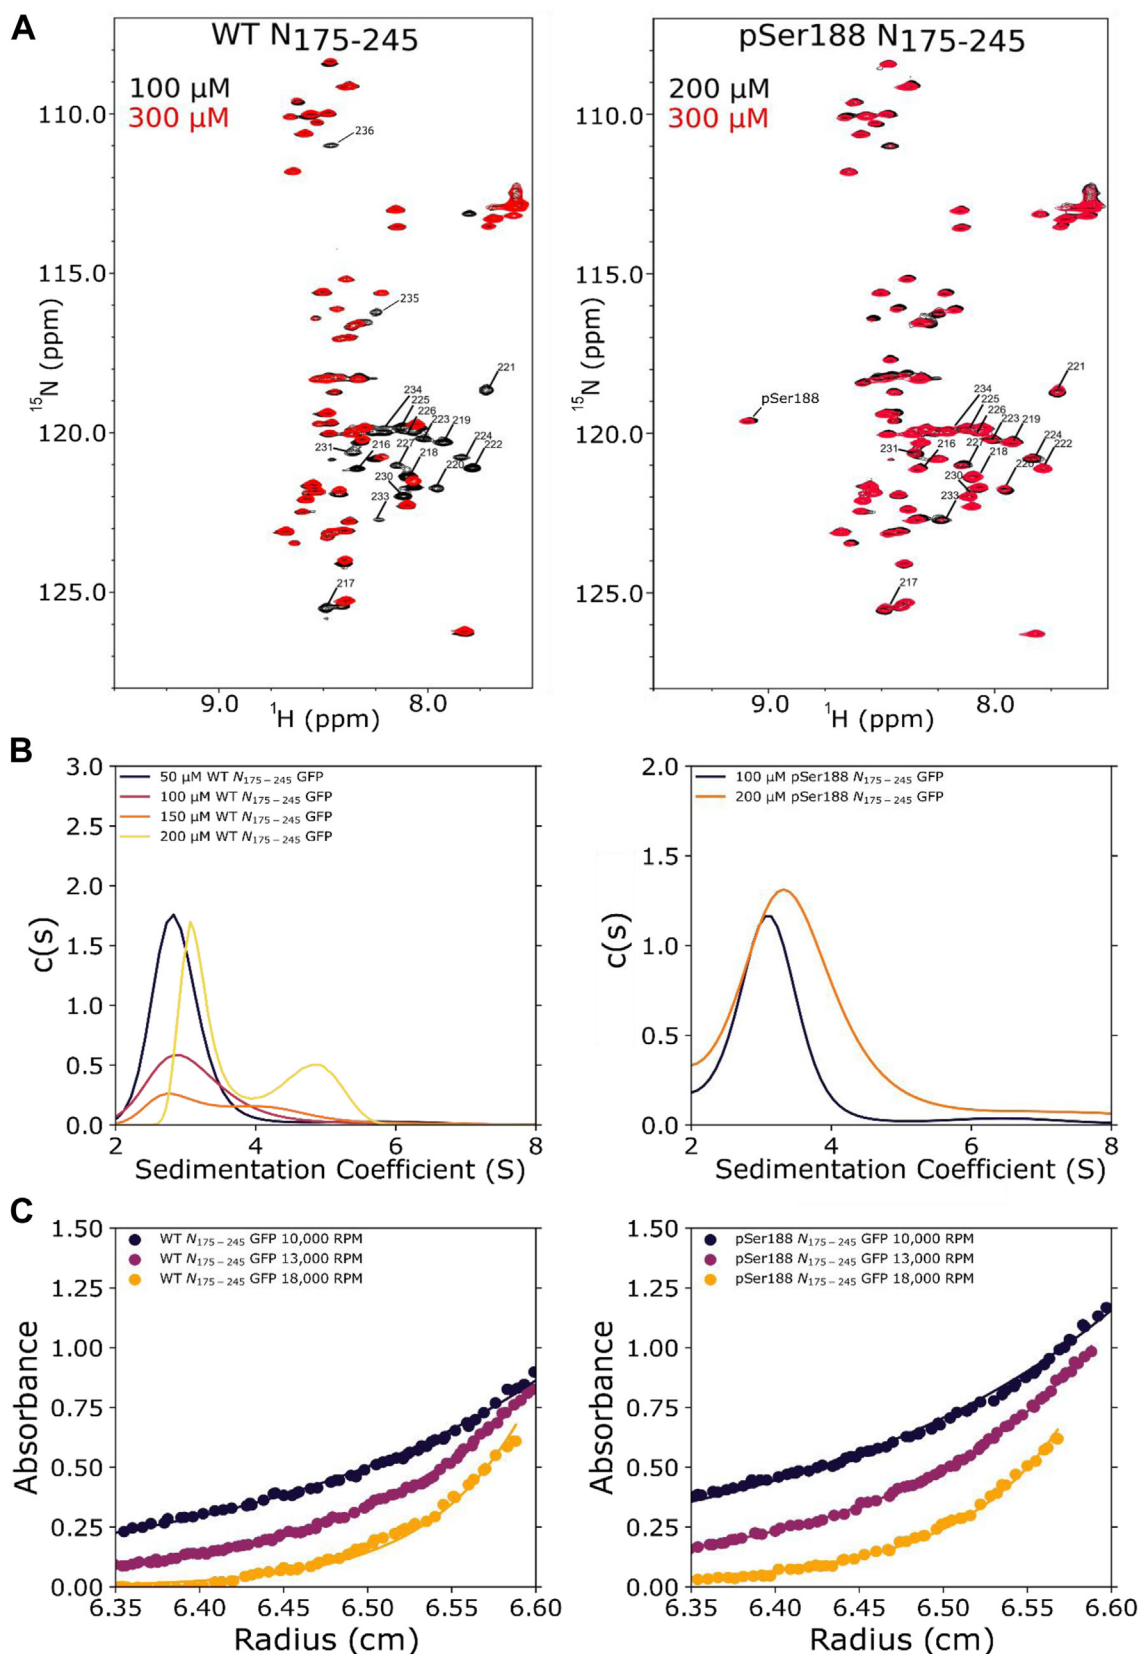 A
WT N175-245
100 µM
300 µM
110.0
115.0
120.0
125.0
15N (ppm)
9.0
8.0
1H (ppm)
236
235
221
234
225
226
223
219
224
222
231
216
227
218
220
230
233
217
pSer188 N175-245
200 µM
300 µM
110.0
115.0
120.0
125.0
15N (ppm)
9.0
8.0
1H (ppm)
pSer188
221
234
225
226
223
219
224
222
231
216
227
218
220
230
233
217
B
3.0
2.5
2.0
1.5
1.0
0.5
0.0
c(s)
50 µM WT N175−245 GFP
100 µM WT N175−245 GFP
150 µM WT N175−245 GFP
200 µM WT N175−245 GFP
2 4 6 8
Sedimentation Coefficient (S)
2.0
1.5
1.0
0.5
0.0
c(s)
100 µM pSer188 N175−245 GFP
200 µM pSer188 N175−245 GFP
2 4 6 8
Sedimentation Coefficient (S)
C
1.50
1.25
1.00
0.75
0.50
0.25
0.00
Absorbance
WT N175−245 GFP 10,000 RPM
WT N175−245 GFP 13,000 RPM
WT N175−245 GFP 18,000 RPM
6.35 6.40 6.45 6.50 6.55 6.60
Radius (cm)
1.50
1.25
1.00
0.75
0.50
0.25
0.00
Absorbance
pSer188 N175−245 GFP 10,000 RPM
pSer188 N175−245 GFP 13,000 RPM
pSer188 N175−245 GFP 18,000 RPM
6.35 6.40 6.45 6.50 6.55 6.60
Radius (cm)